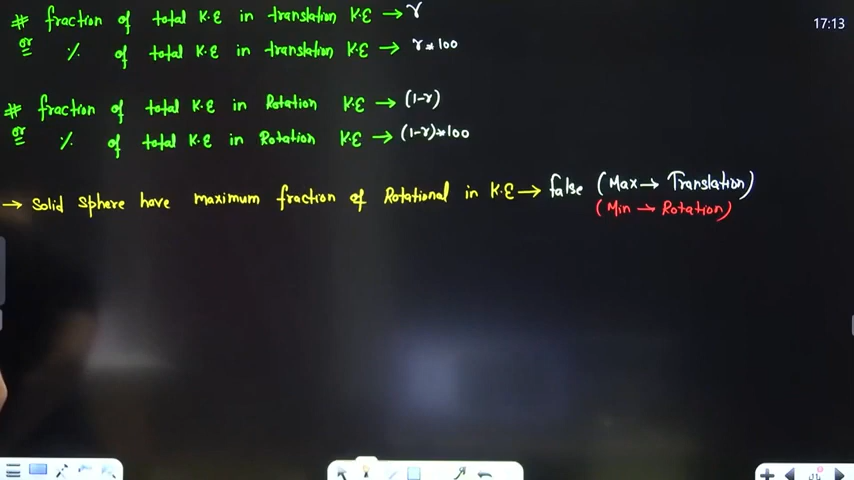 # fraction of total K.E in translation K.E → r
17:13
or % of total K.E in translation K.E → r*100
# fraction of total K.E in Rotation K.E → (1-r)
or % of total K.E in Rotation K.E → (1-r)*100
→ Solid Sphere have maximum fraction of Rotational in K.E → false (Max → Translation)
(Min → Rotation)